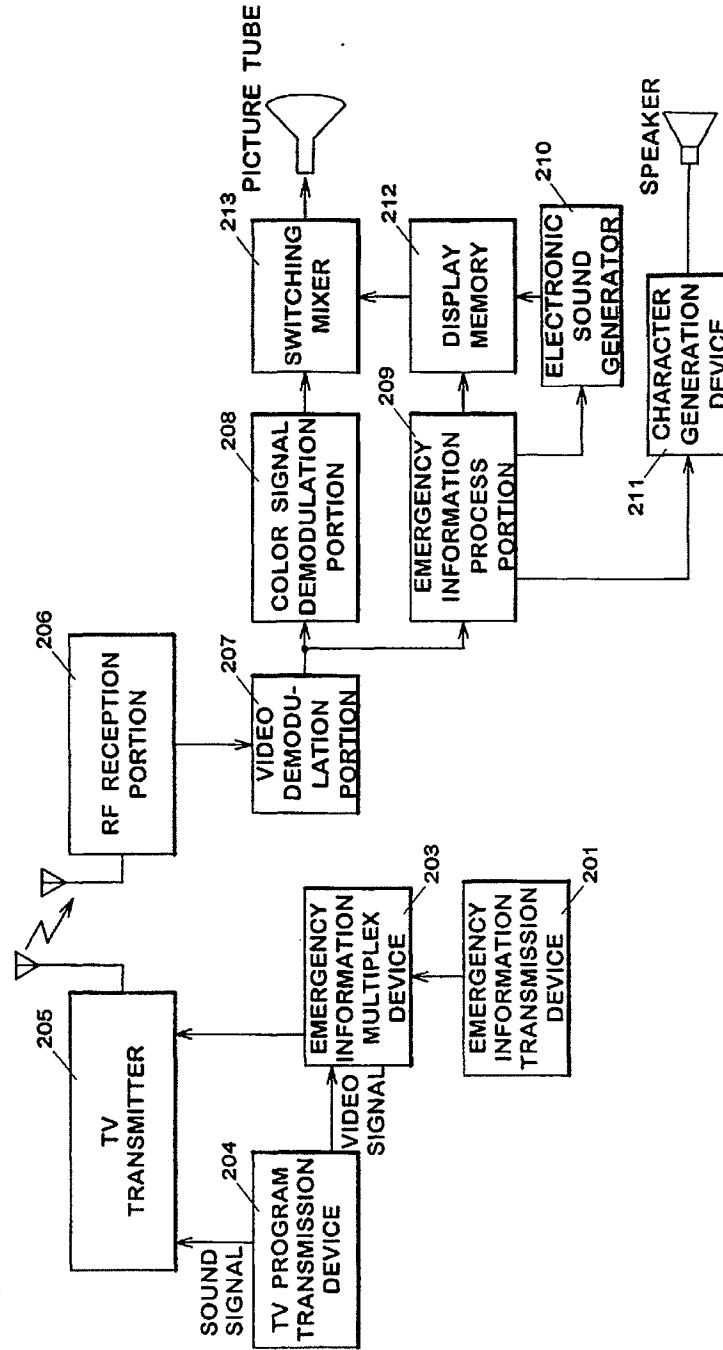 205
TV
TRANSMITTER
SOUND
SIGNAL
204
TV PROGRAM
TRANSMISSION
DEVICE
VIDEO
SIGNAL
203
EMERGENCY
INFORMATION
MULTIPLEX
DEVICE
201
EMERGENCY
INFORMATION
TRANSMISSION
DEVICE
206
RF RECEPTION
PORTION
207
VIDEO
DEMODU-
LATION
PORTION
208
COLOR SIGNAL
DEMODULATION
PORTION
209
EMERGENCY
INFORMATION
PROCESS
PORTION
213
SWITCHING
MIXER
PICTURE TUBE
212
DISPLAY
MEMORY
210
ELECTRONIC
SOUND
GENERATOR
211
CHARACTER
GENERATION
DEVICE
SPEAKER